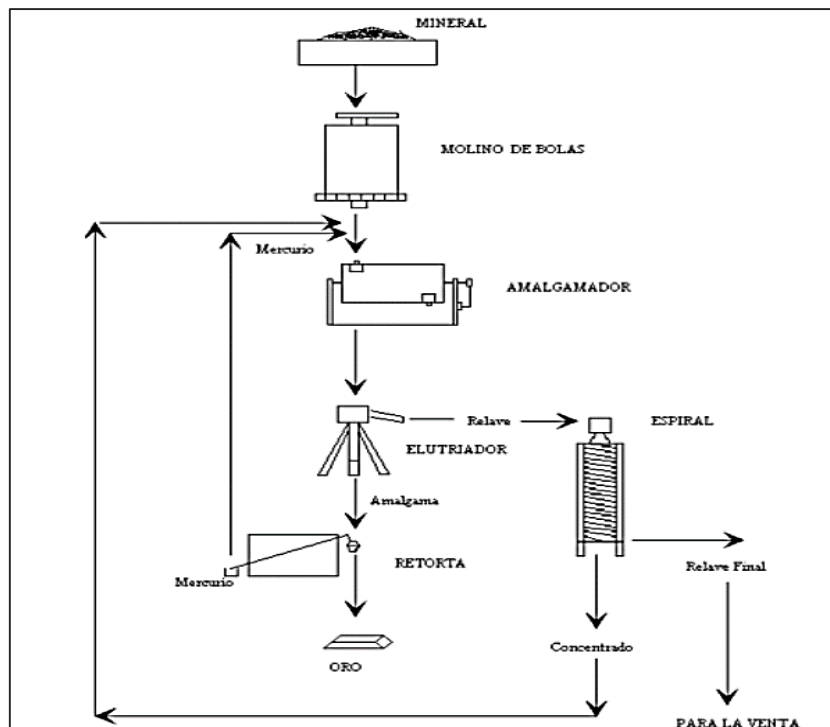 MINERAL
MOLINO DE BOLAS
Mercurio
AMALGAMADOR
Relave
ESPIRAL
ELUTRIADOR
Amalgama
RETORTA
Mercurio
Relave Final
ORO
Concentrado
PARA LA VENTA